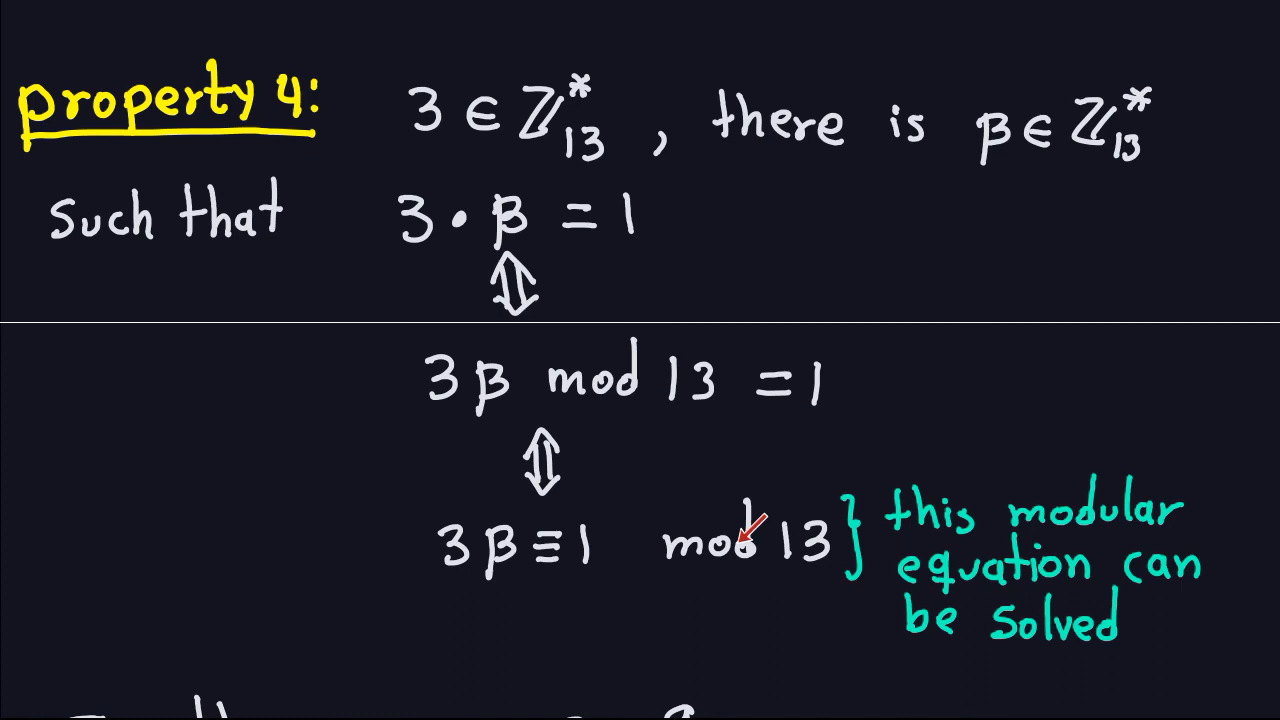 property 4: 3 ∈ ℤ*₁₃ , there is β ∈ ℤ*₁₃
such that 3 • β = 1
⇕
3β mod 13 = 1
⇕
3β ≡ 1 mod 13 } this modular
equation can
be solved